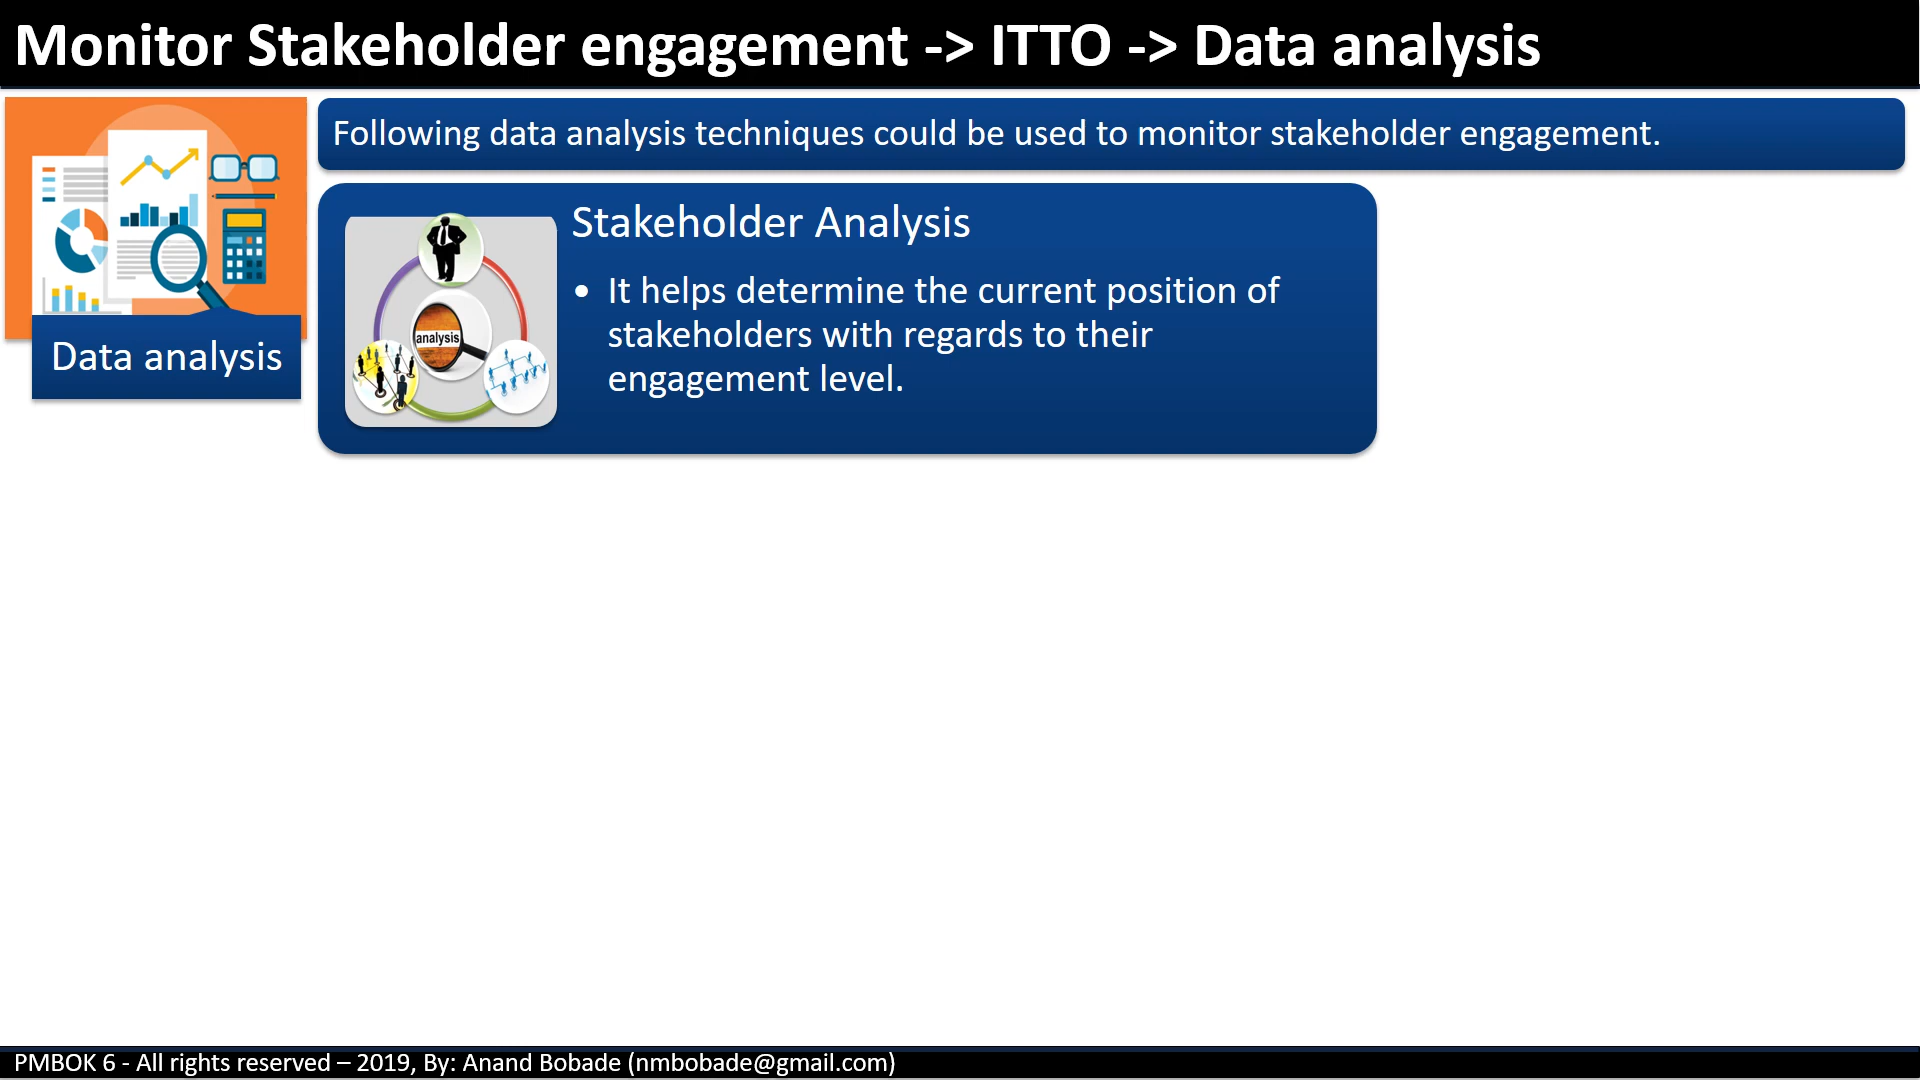 Monitor Stakeholder engagement -> ITTO -> Data analysis
Following data analysis techniques could be used to monitor stakeholder engagement.
Data analysis
Stakeholder Analysis
• It helps determine the current position of
stakeholders with regards to their
engagement level.
analysis
PMBOK 6 - All rights reserved – 2019, By: Anand Bobade (nmbobade@gmail.com)